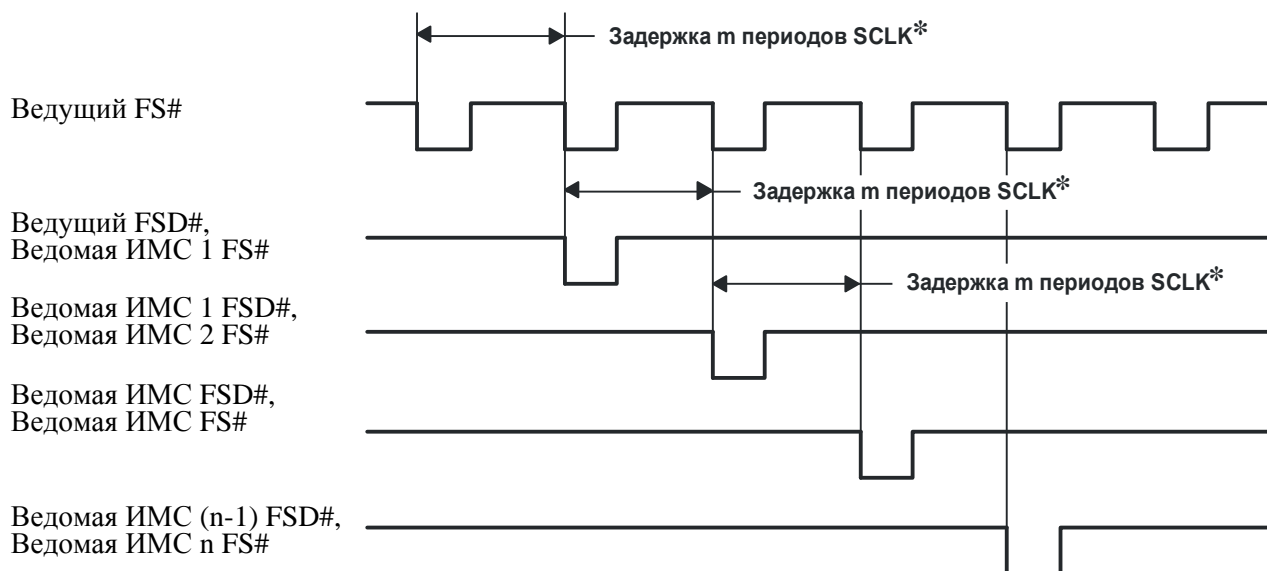 Задержка m периодов SCLK*
Ведущий FS#
Задержка m периодов SCLK*
Ведущий FSD#,
Ведомая ИМС 1 FS#
Задержка m периодов SCLK*
Ведомая ИМС 1 FSD#,
Ведомая ИМС 2 FS#
Ведомая ИМС FSD#,
Ведомая ИМС FS#
Ведомая ИМС (n-1) FSD#,
Ведомая ИМС n FS#